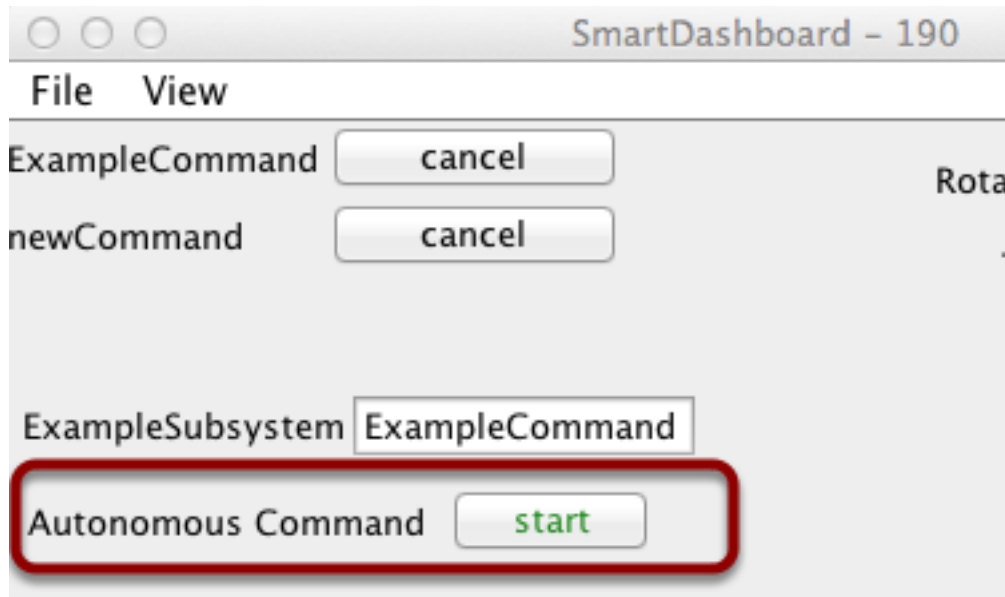 SmartDashboard - 190
File View
ExampleCommand cancel
Rota
newCommand cancel
ExampleSubsystem ExampleCommand
Autonomous Command start